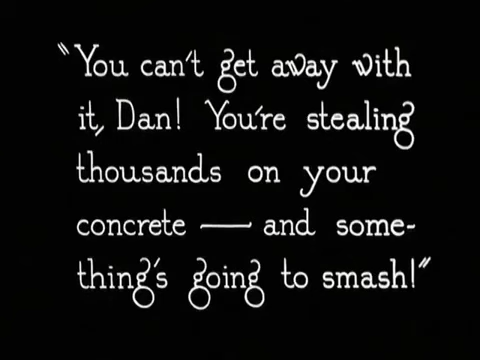 "You can't get away with
it, Dan! You're stealing
thousands on your
concrete — and some-
thing's going to smash!"